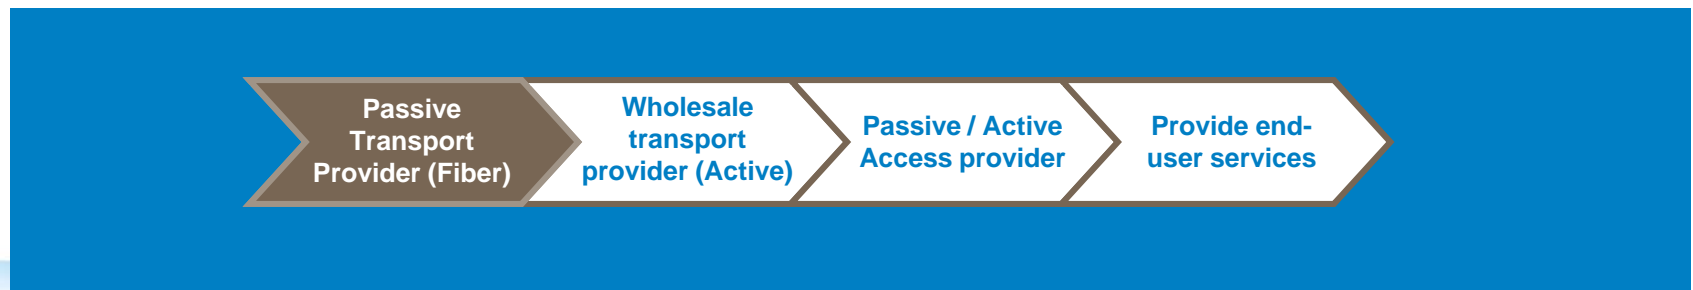 Passive
Transport
Provider (Fiber)
Wholesale
transport
provider (Active)
Passive / Active
Access provider
Provide end-
user services